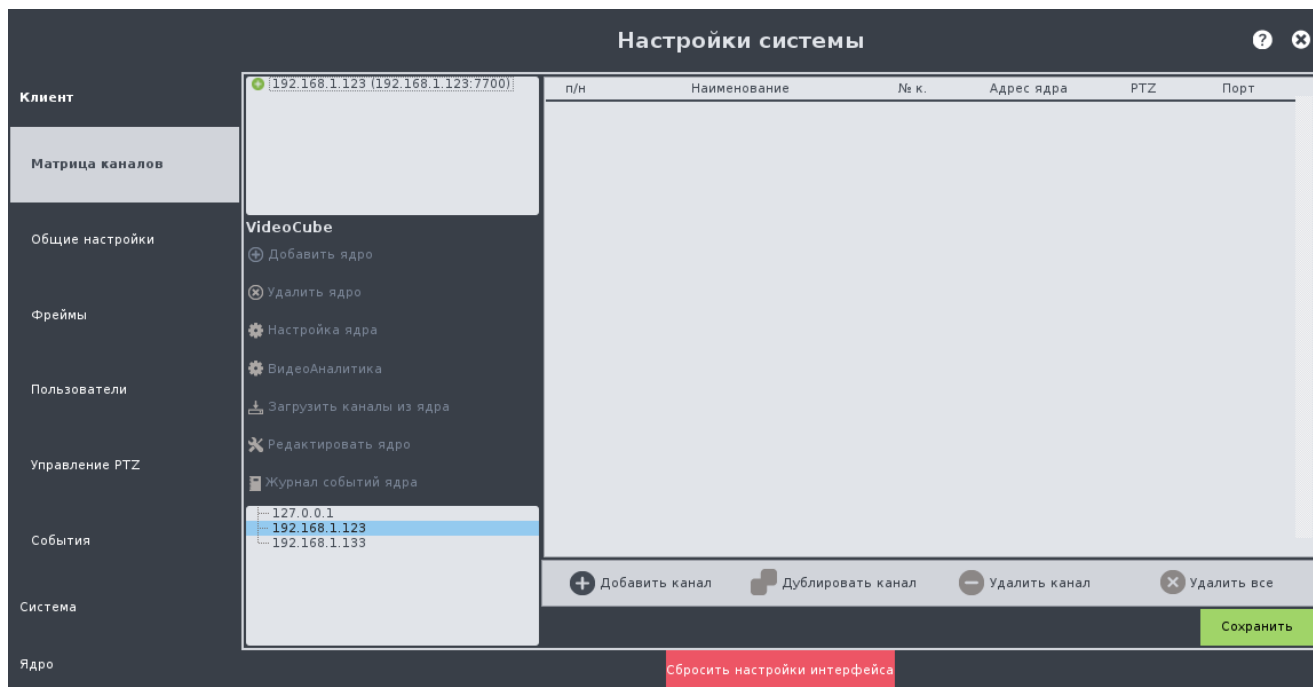 Настройки системы
?
Клиент
Матрица каналов
Общие настройки
Фреймы
Пользователи
Управление PTZ
События
Система
Ядро
192.168.1.123 (192.168.1.123:7700)
VideoCube
Добавить ядро
Удалить ядро
Настройка ядра
ВидеоАналитика
Загрузить каналы из ядра
Редактировать ядро
Журнал событий ядра
127.0.0.1
192.168.1.123
192.168.1.133
п/н Наименование № к. Адрес ядра PTZ Порт
Добавить канал Дублировать канал Удалить канал Удалить все
Сохранить
Сбросить настройки интерфейса